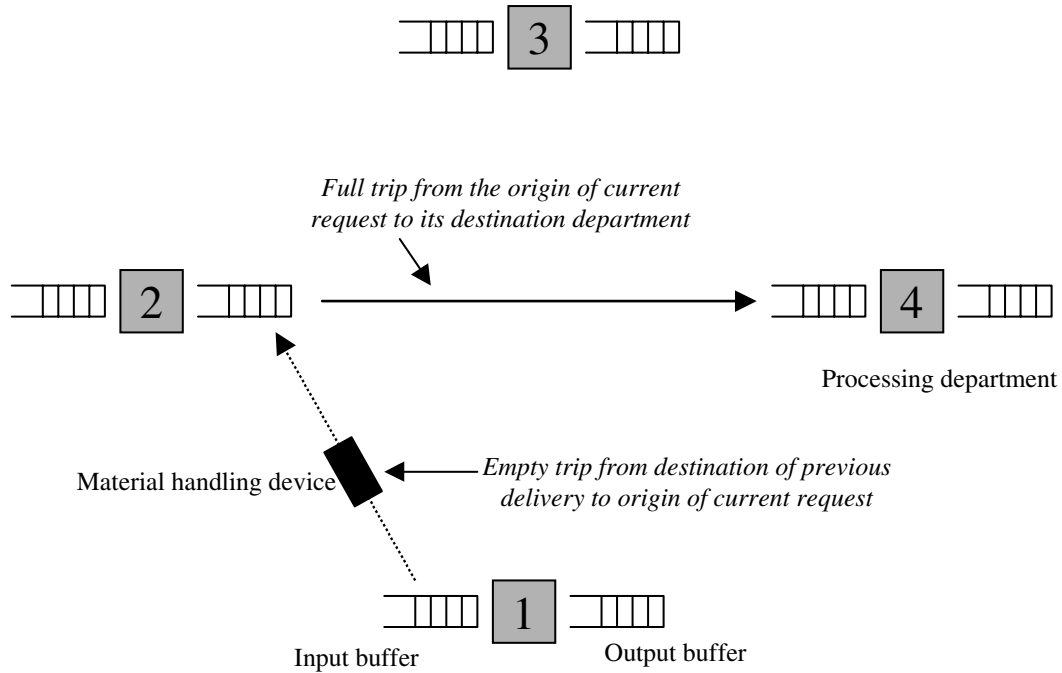 3
Full trip from the origin of current
request to its destination department
2
4
Processing department
Material handling device
Empty trip from destination of previous
delivery to origin of current request
1
Input buffer
Output buffer